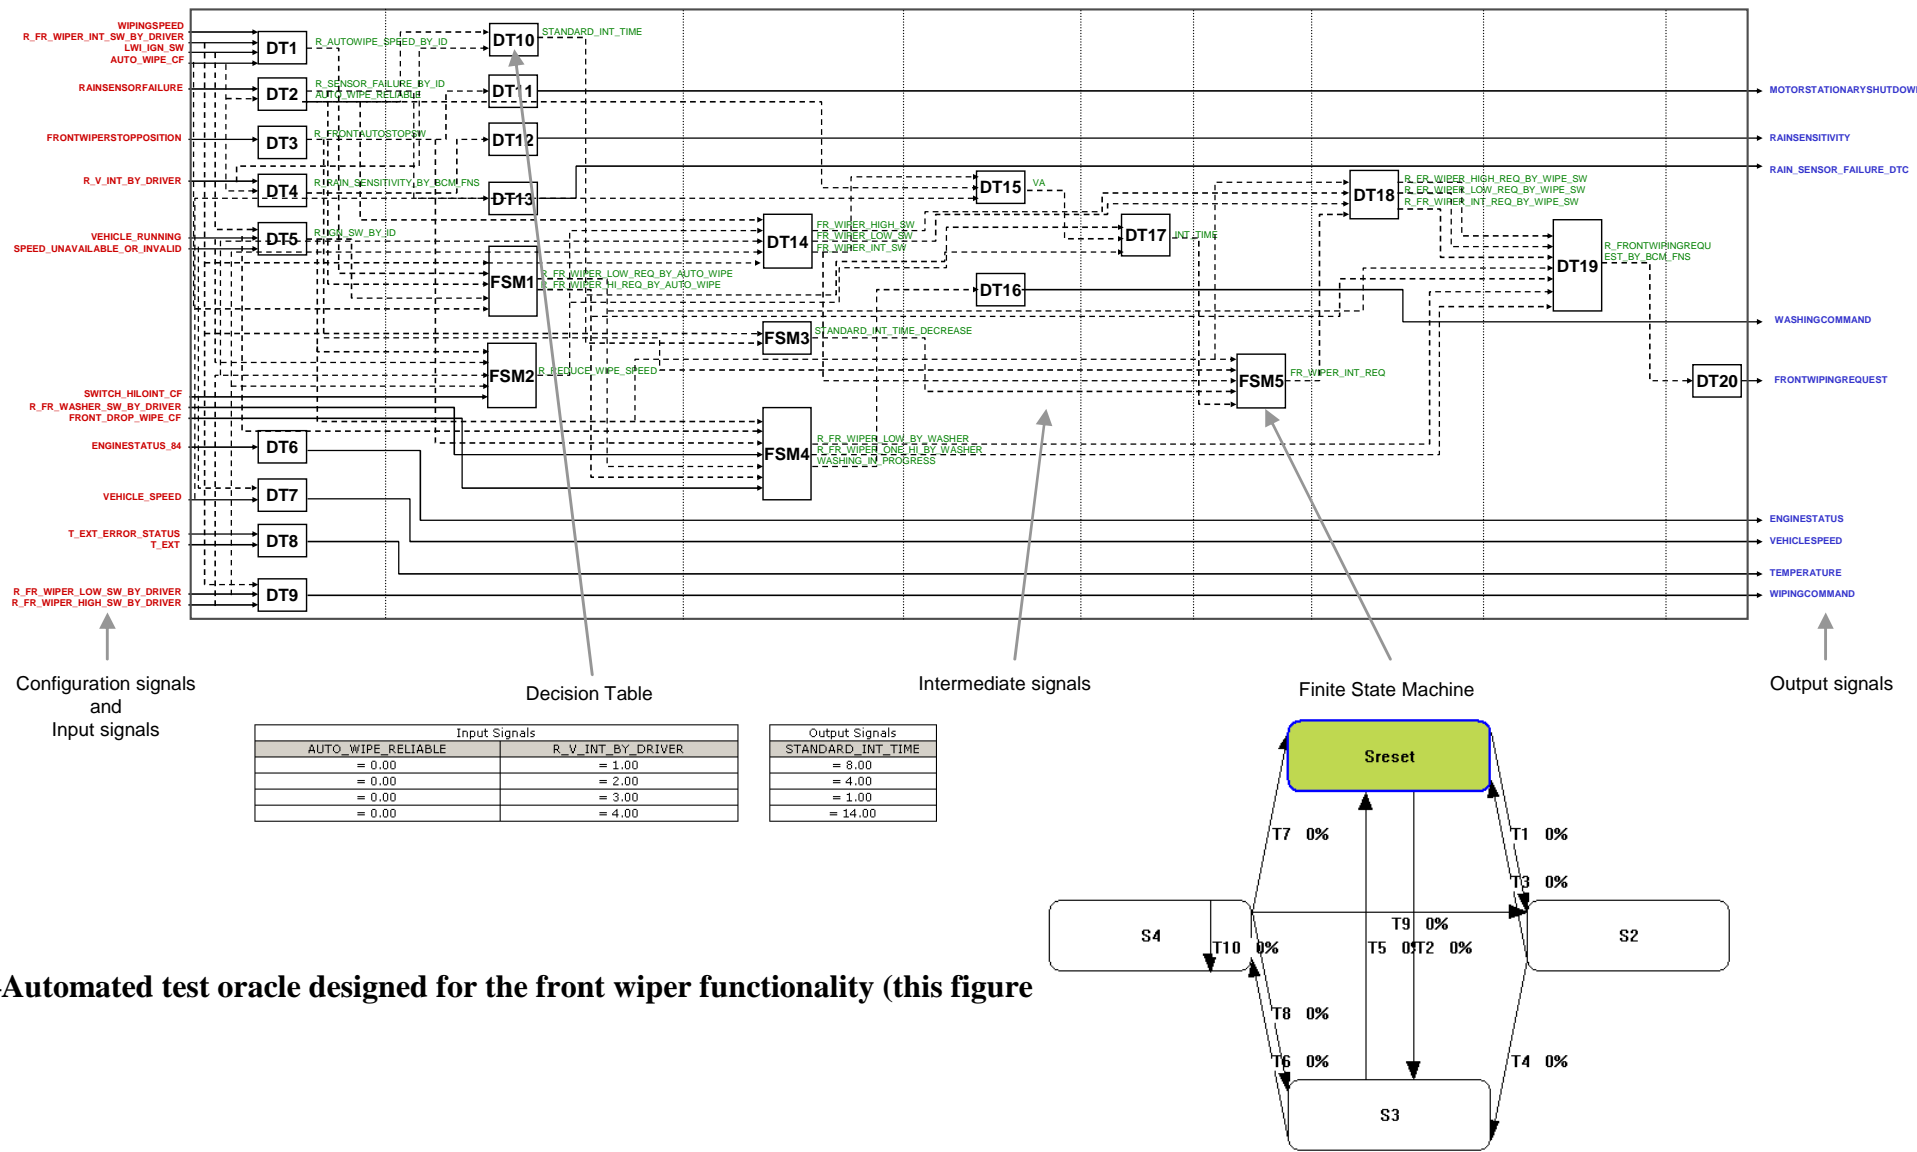 WIPINGSPEED
R_FR_WIPER_INT_SW_BY_DRIVER
LWI_IGN_SW
AUTO_WIPE_CF
RAINSENSORFAILURE
FRONTWIPERSTOPPOSITION
R_V_INT_BY_DRIVER
VEHICLE_RUNNING
SPEED_UNAVAILABLE_OR_INVALID
SWITCH_HILOINT_CF
R_FR_WASHER_SW_BY_DRIVER
FRONT_DROP_WIPE_CF
ENGINESTATUS_84
VEHICLE_SPEED
T_EXT_ERROR_STATUS
T_EXT
R_FR_WIPER_LOW_SW_BY_DRIVER
R_FR_WIPER_HIGH_SW_BY_DRIVER
DT1
R_AUTOWIPE_SPEED_BY_ID
DT2
R_SENSOR_FAILURE_BY_ID
AUTO_WIPE_RELIABLE
DT3
R_FRONTAUTOSTOPSW
DT4
R_RAIN_SENSITIVITY_BY_BCM_FNS
DT5
R_IGN_SW_BY_ID
DT6
DT7
DT8
DT9
DT10
STANDARD_INT_TIME
DT11
DT12
DT13
FSM1
R_FR_WIPER_LOW_REQ_BY_AUTO_WIPE
R_FR_WIPER_HI_REQ_BY_AUTO_WIPE
FSM2
R_REDUCE_WIPE_SPEED
DT14
FR_WIPER_HIGH_SW
FR_WIPER_LOW_SW
FR_WIPER_INT_SW
FSM3
STANDARD_INT_TIME_DECREASE
FSM4
R_FR_WIPER_LOW_BY_WASHER
R_FR_WIPER_ONE_HI_BY_WASHER
WASHING_IN_PROGRESS
DT15
VA
DT16
DT17
INT_TIME
FSM5
FR_WIPER_INT_REQ
DT18
R_FR_WIPER_HIGH_REQ_BY_WIPE_SW
R_FR_WIPER_LOW_REQ_BY_WIPE_SW
R_FR_WIPER_INT_REQ_BY_WIPE_SW
DT19
R_FRONTWIPINGREQU
EST_BY_BCM_FNS
DT20
MOTORSTATIONARYSHUTDOWN
RAINSENSITIVITY
RAIN_SENSOR_FAILURE_DTC
WASHINGCOMMAND
FRONTWIPINGREQUEST
ENGINESTATUS
VEHICLESPEED
TEMPERATURE
WIPINGCOMMAND
Configuration signals
and
Input signals
Decision Table
Intermediate signals
Finite State Machine
Output signals
Input Signals
AUTO_WIPE_RELIABLE R_V_INT_BY_DRIVER
= 0.00 = 1.00
= 0.00 = 2.00
= 0.00 = 3.00
= 0.00 = 4.00
Output Signals
STANDARD_INT_TIME
= 8.00
= 4.00
= 1.00
= 14.00
Sreset
T7 0%
T1 0%
T3 0%
S4
T10 0%
T9 0%
T5 0%
T2 0%
S2
T8 0%
T6 0%
T4 0%
S3
-Automated test oracle designed for the front wiper functionality (this figure